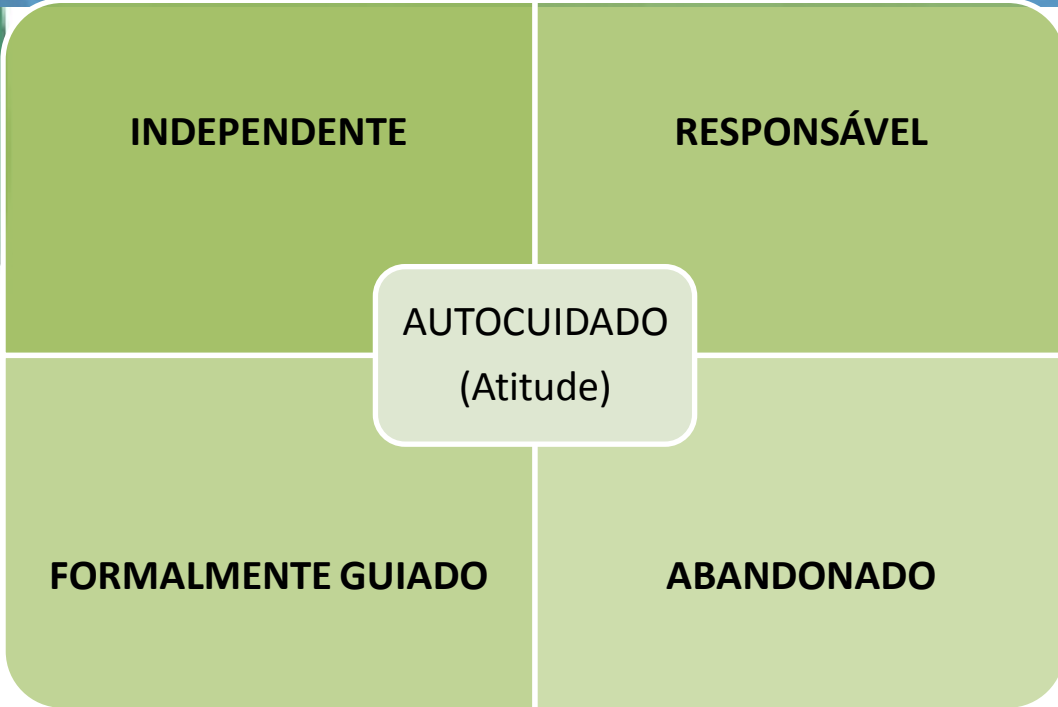 INDEPENDENTE
RESPONSÁVEL
AUTOCUIDADO
(Atitude)
FORMALMENTE GUIADO
ABANDONADO